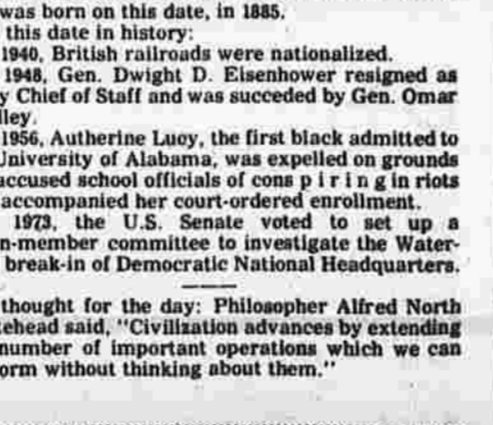 was born on this date, in 1885.
this date in history:
1940, British railroads were nationalized.
1948, Gen. Dwight D. Eisenhower resigned as
y Chief of Staff and was succeded by Gen. Omar
lley.
1956, Autherine Lucy, the first black admitted to
University of Alabama, was expelled on grounds
accused school officials of cons p i r i n g in riots
accompanied her court-ordered enrollment.
1973, the U.S. Senate voted to set up a
n-member committee to investigate the Water-
break-in of Democratic National Headquarters.
thought for the day: Philosopher Alfred North
tehead said, "Civilization advances by extending
number of important operations which we can
orm without thinking about them."